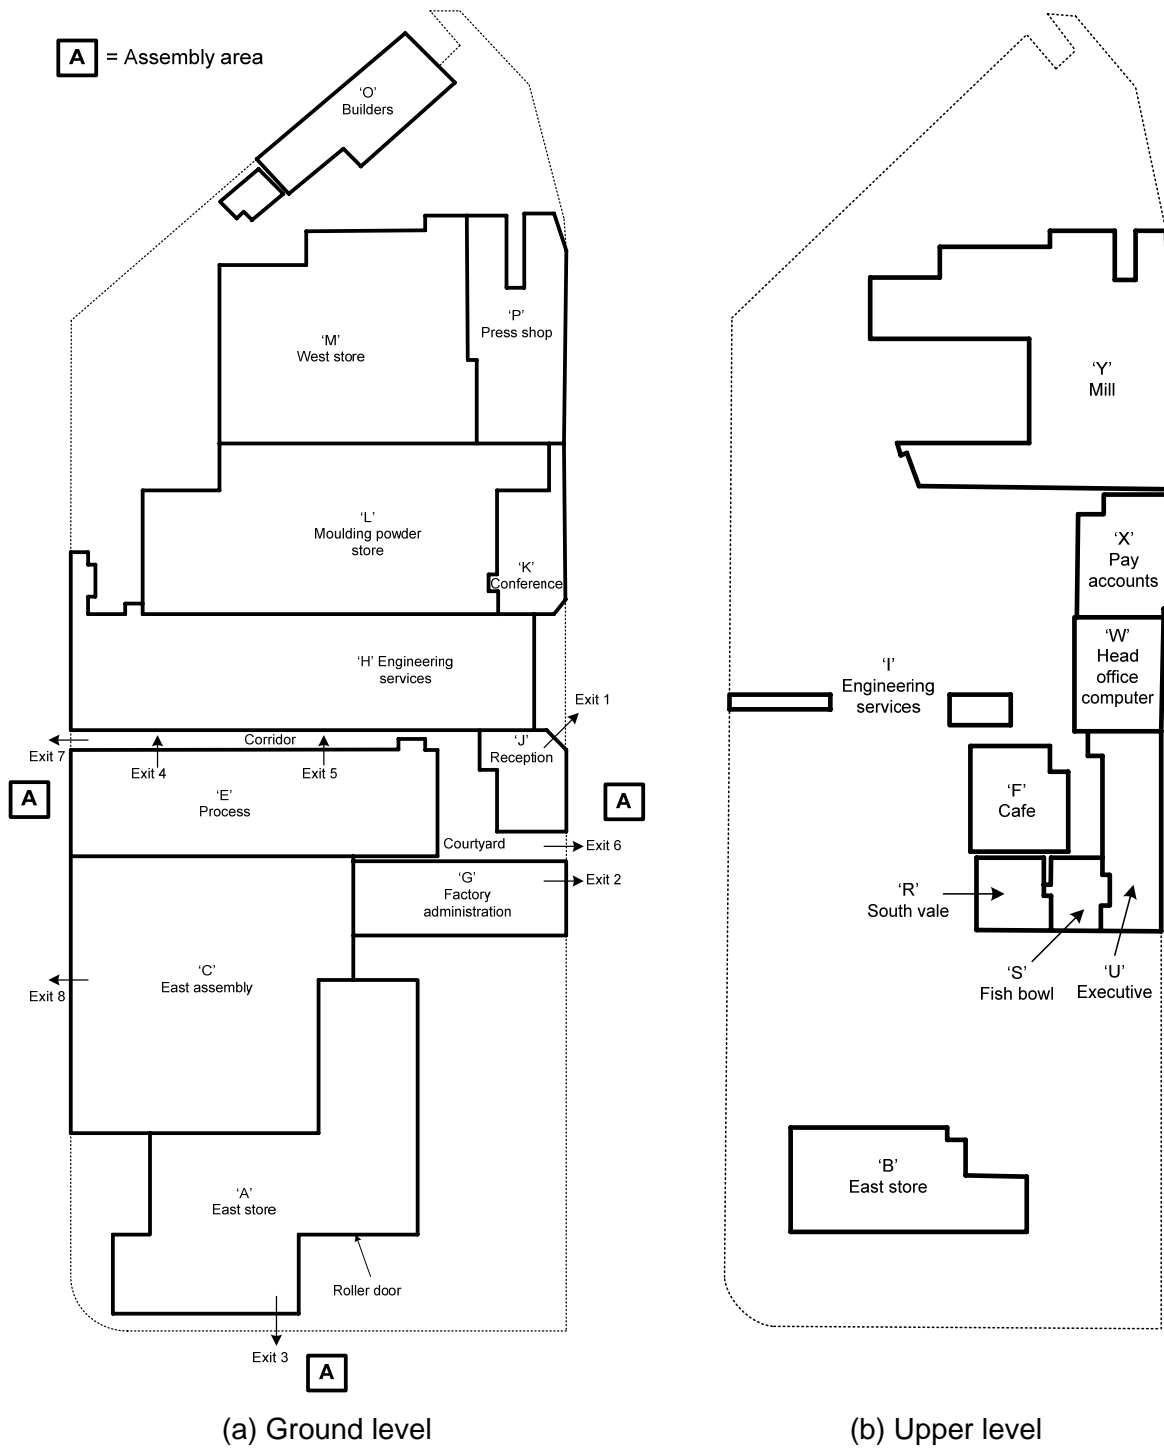 A = Assembly area
'O'
Builders
'P'
Press shop
'M'
West store
'L'
Moulding powder
store
'K'
Conference
'H' Engineering
services
Exit 1
Corridor
'J'
Reception
Exit 7
Exit 4
Exit 5
A
'E'
Process
A
Courtyard
Exit 6
'G'
Factory
administration
Exit 2
'C'
East assembly
Exit 8
'A'
East store
Roller door
Exit 3
A
(a) Ground level
'Y'
Mill
'X'
Pay
accounts
'W'
Head
office
computer
'I'
Engineering
services
'F'
Cafe
'R'
South vale
'S'
Fish bowl
'U'
Executive
'B'
East store
(b) Upper level